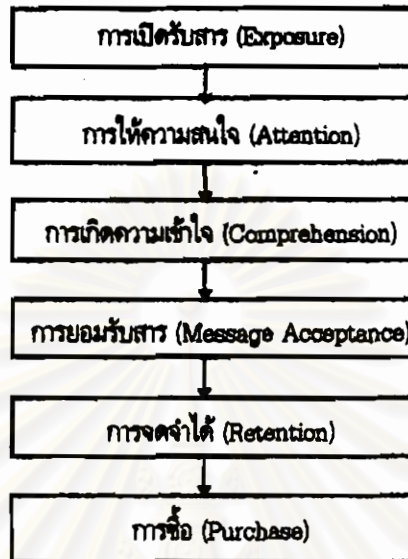 การเปิดรับสาร (Exposure)
การให้ความสนใจ (Attention)
การเกิดความเข้าใจ (Comprehension)
การยอมรับสาร (Message Acceptance)
การจดจำได้ (Retention)
การซื้อ (Purchase)